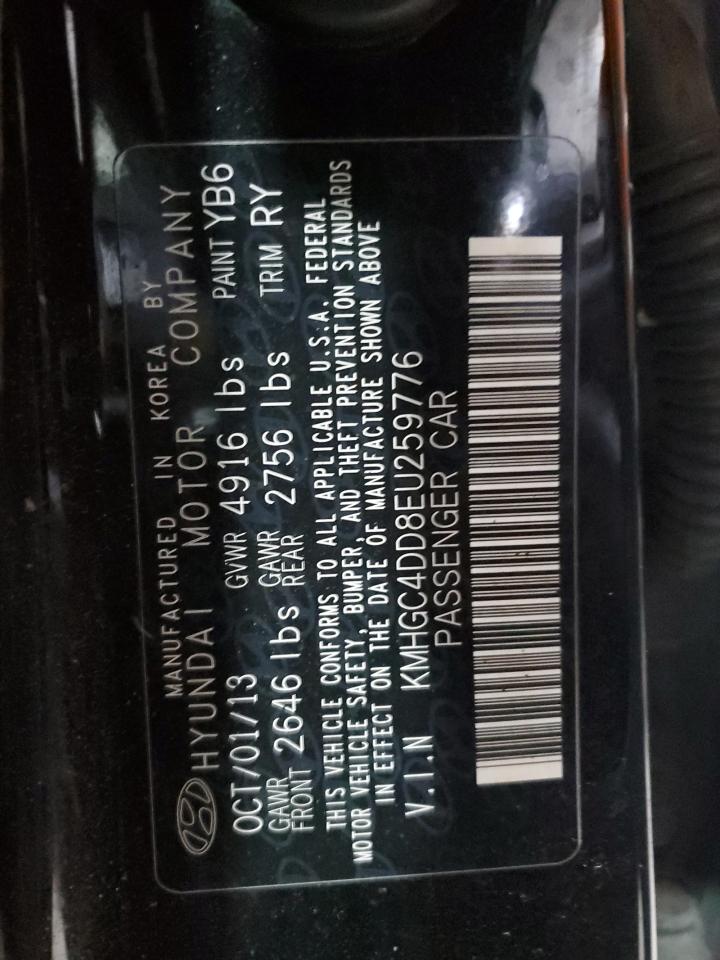 MANUFACTURED IN KOREA BY
HYUNDAI MOTOR COMPANY
OCT/01/13 GVWR 4916 lbs PAINT YB6
GAWR FRONT 2646 lbs GAWR REAR 2756 lbs TRIM RY
THIS VEHICLE CONFORMS TO ALL APPLICABLE U.S.A. FEDERAL
MOTOR VEHICLE SAFETY, BUMPER, AND THEFT PREVENTION STANDARDS
IN EFFECT ON THE DATE OF MANUFACTURE SHOWN ABOVE
V.I.N KMHGC4DD8EU259776
PASSENGER CAR